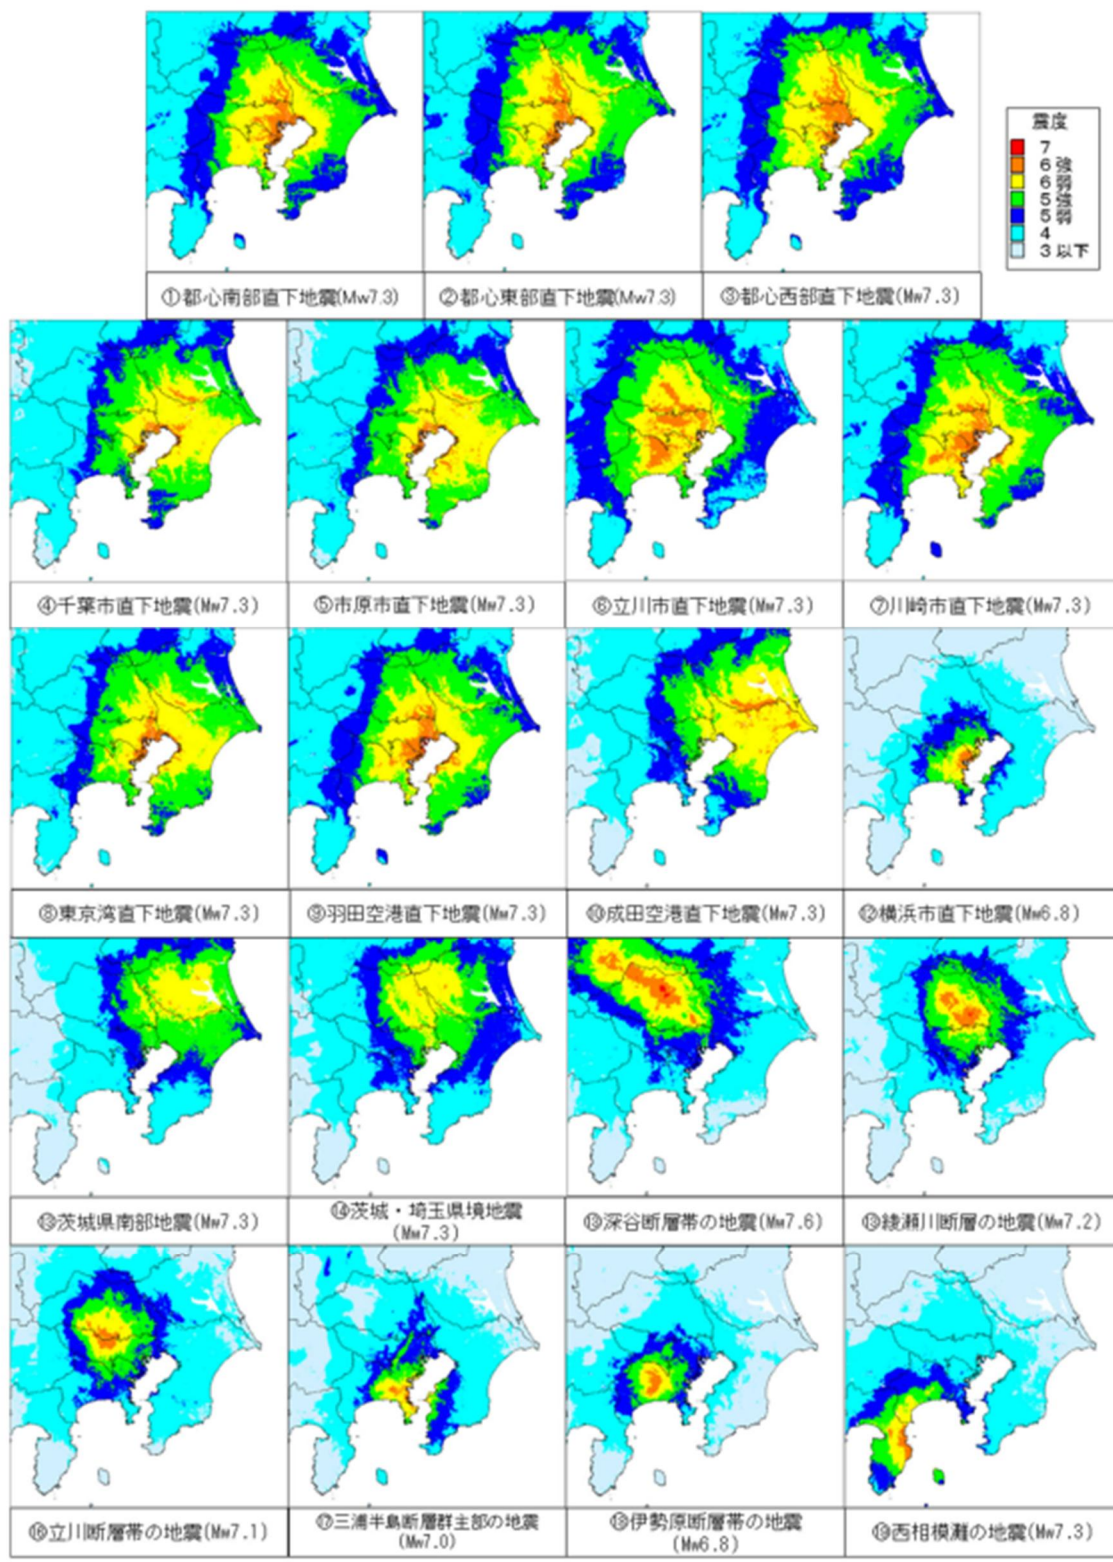 震度
7
6強
6弱
5強
5弱
4
3以下
①都心南部直下地震(Mw7.3)
②都心東部直下地震(Mw7.3)
③都心西部直下地震(Mw7.3)
④千葉市直下地震(Mw7.3)
⑤市原市直下地震(Mw7.3)
⑥立川市直下地震(Mw7.3)
⑦川崎市直下地震(Mw7.3)
⑧東京湾直下地震(Mw7.3)
⑨羽田空港直下地震(Mw7.3)
⑩成田空港直下地震(Mw7.3)
⑫横浜市直下地震(Mw6.8)
⑬茨城県南部地震(Mw7.3)
⑭茨城・埼玉県境地震
(Mw7.3)
⑮深谷断層帯の地震(Mw7.6)
⑮綾瀬川断層の地震(Mw7.2)
⑯立川断層帯の地震(Mw7.1)
⑰三浦半島断層群主部の地震
(Mw7.0)
⑱伊勢原断層帯の地震
(Mw6.8)
⑲西相模灘の地震(Mw7.3)